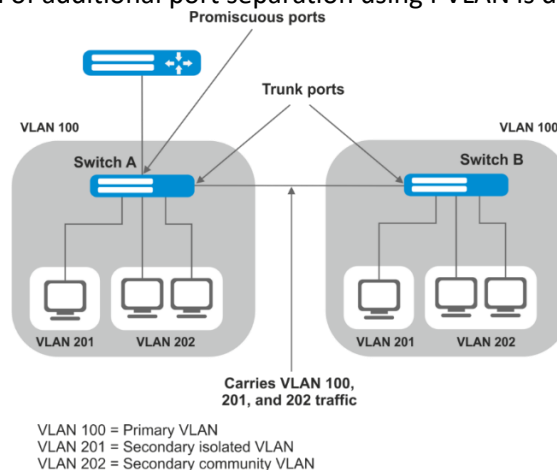 of additional port separation using PVLAN is
Promiscuous ports
Trunk ports
VLAN 100
VLAN 100
Switch A
Switch B
VLAN 201
VLAN 202
VLAN 201
VLAN 202
Carries VLAN 100,
201, and 202 traffic
VLAN 100 = Primary VLAN
VLAN 201 = Secondary isolated VLAN
VLAN 202 = Secondary community VLAN